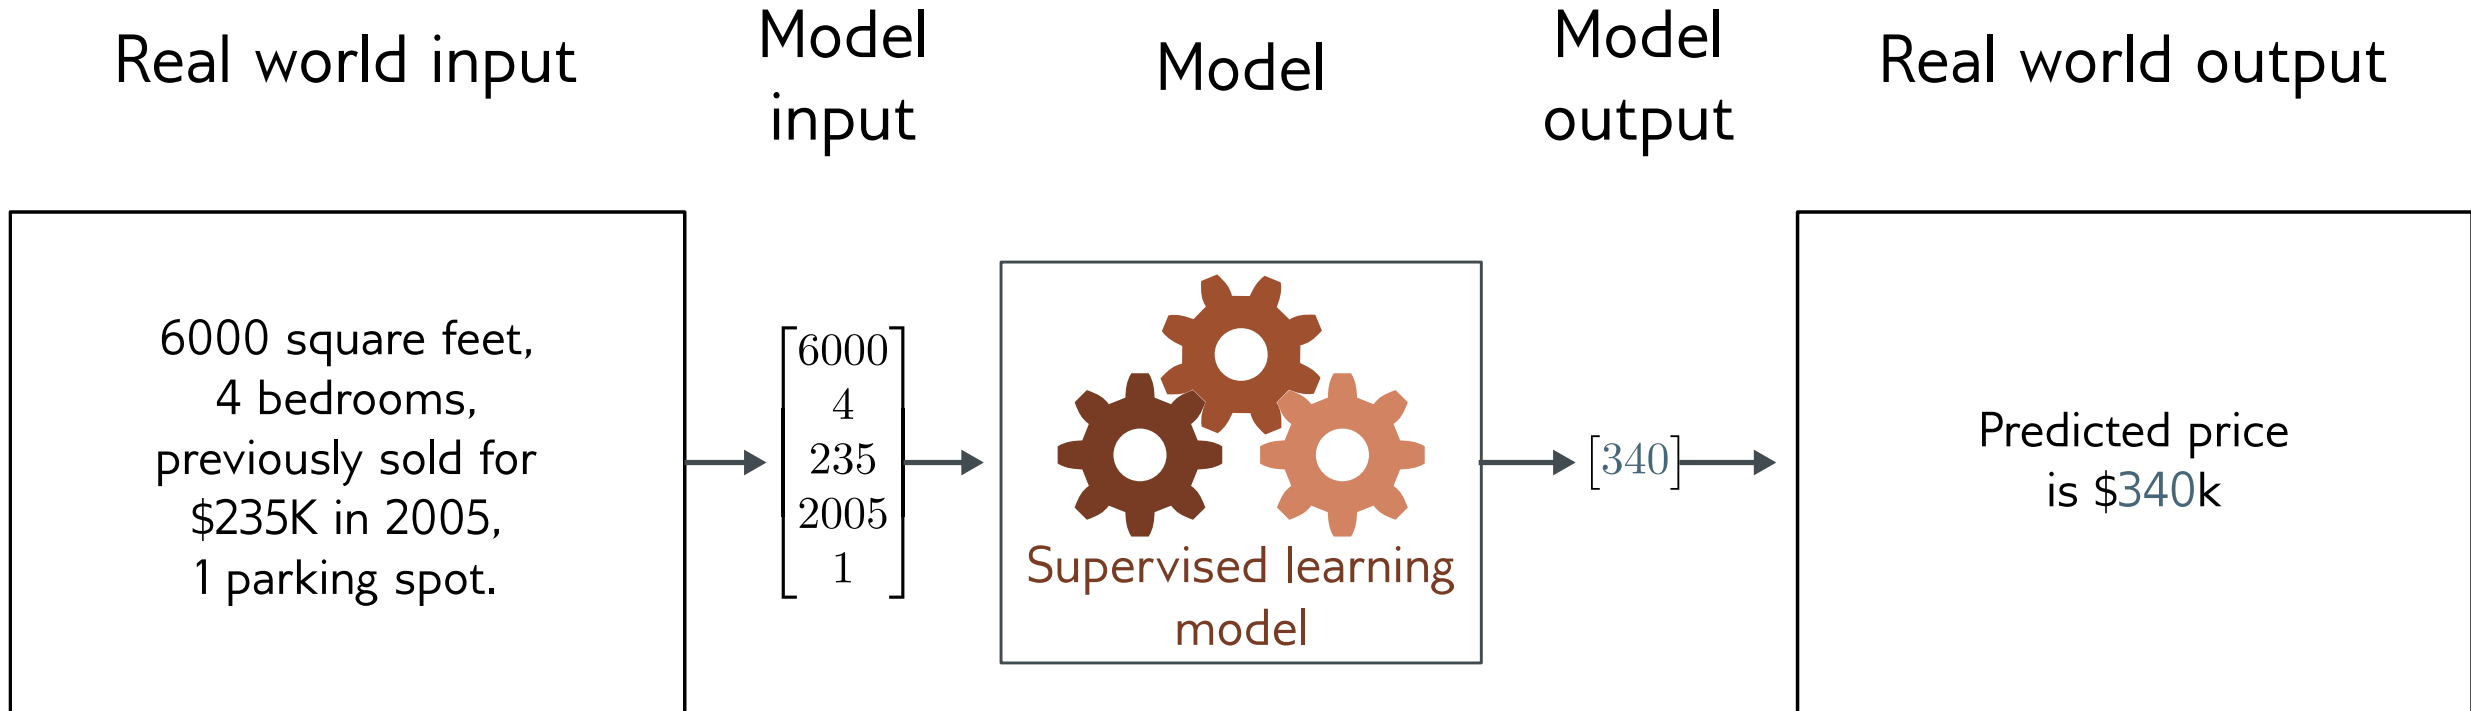 Real world input
Model
input
Model
Model
output
Real world output
6000 square feet,
4 bedrooms,
previously sold for
$235K in 2005,
1 parking spot.
6000
4
235
2005
1
Supervised learning
model
[340]
Predicted price
is $340k